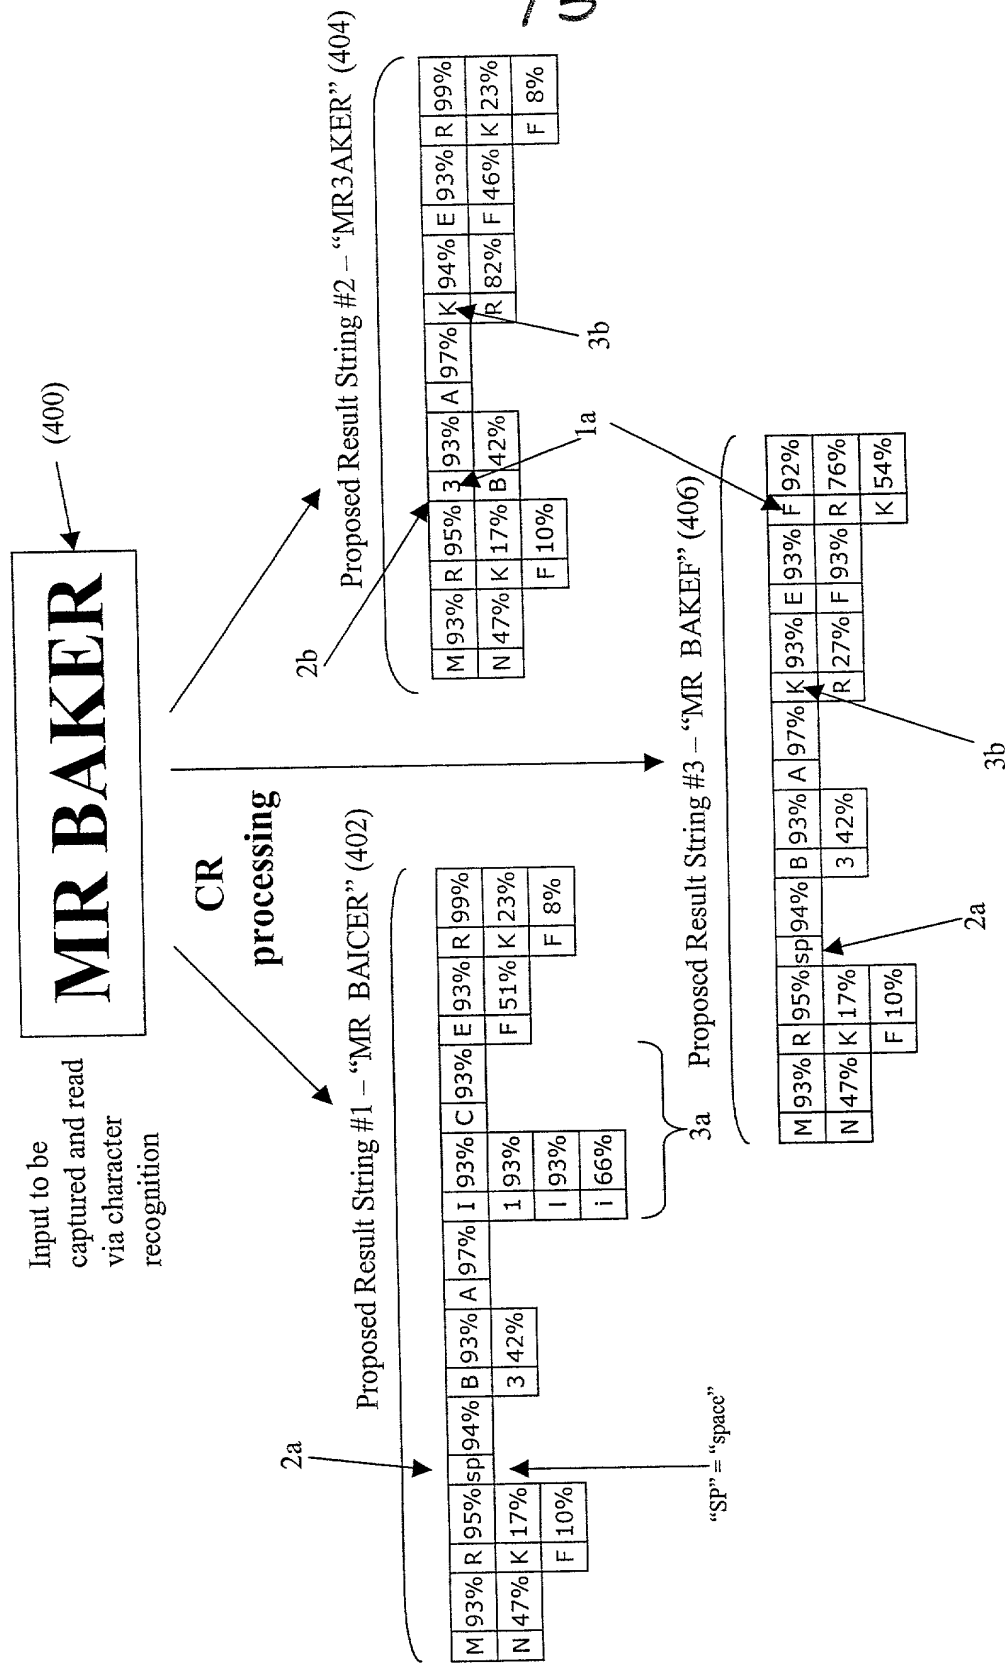 Input to be
captured and read
via character
recognition
MR BAKER
(400)
CR
processing
Proposed Result String #1 – “MR BAICER” (402)
2a
M 93% R 95% sp 94% B 93% A 97% I 93% C 93% E 93% R 99%
N 47% K 17% 3 42% 1 93% F 51% K 23%
F 10% l 93% F 8%
i 66%
“SP” = “space”
3a
Proposed Result String #2 – “MR3AKER” (404)
2b
M 93% R 95% 3 93% A 97% K 94% E 93% R 99%
N 47% K 17% B 42% R 82% F 46% K 23%
F 10% F 8%
1a
3b
Proposed Result String #3 – “MR BAKEF” (406)
M 93% R 95% sp 94% B 93% A 97% K 93% E 93% F 92%
N 47% K 17% 3 42% R 27% F 93% R 76%
F 10% K 54%
2a
3b